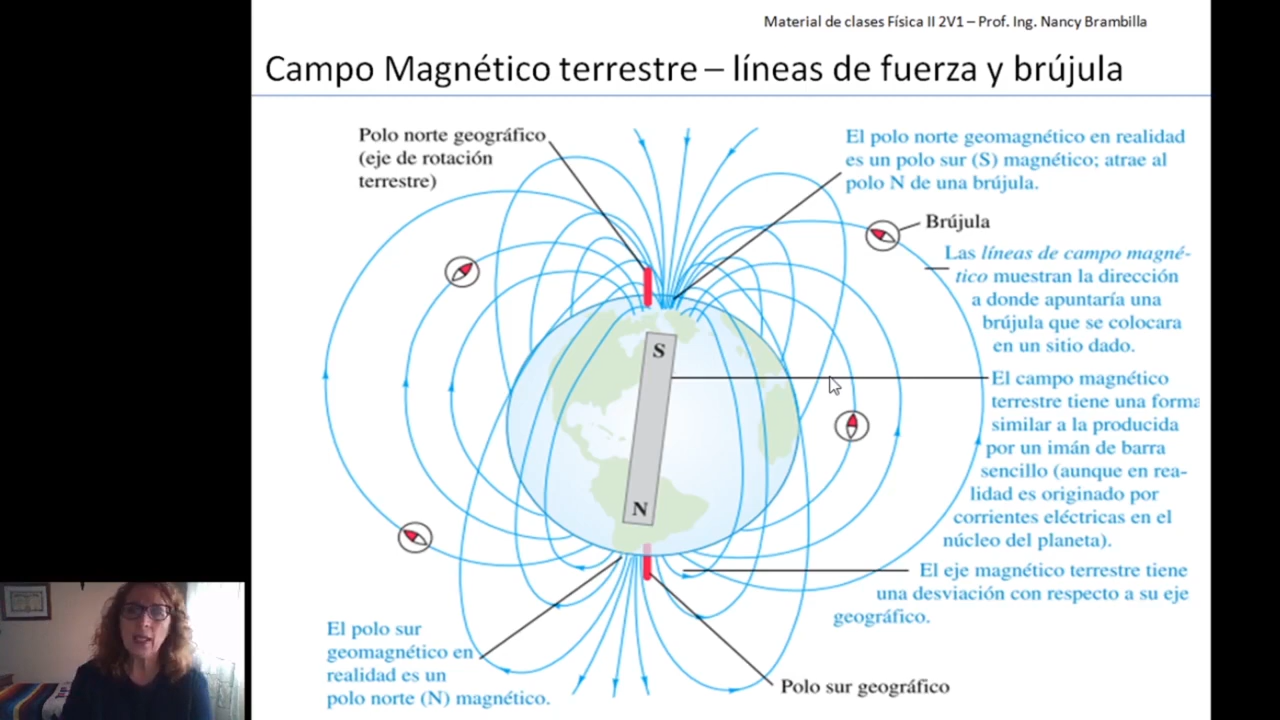 Material de clases Física II 2V1 – Prof. Ing. Nancy Brambilla
Campo Magnético terrestre – líneas de fuerza y brújula
Polo norte geográfico
(eje de rotación
terrestre)
El polo norte geomagnético en realidad
es un polo sur (S) magnético; atrae al
polo N de una brújula.
Brújula
Las líneas de campo magné-
tico muestran la dirección
a donde apuntaría una
brújula que se colocara
en un sitio dado.
S
El campo magnético
terrestre tiene una forma
similar a la producida
por un imán de barra
sencillo (aunque en rea-
lidad es originado por
corrientes eléctricas en el
núcleo del planeta).
N
El eje magnético terrestre tiene
una desviación con respecto a su eje
geográfico.
El polo sur
geomagnético en
realidad es un
polo norte (N) magnético.
Polo sur geográfico